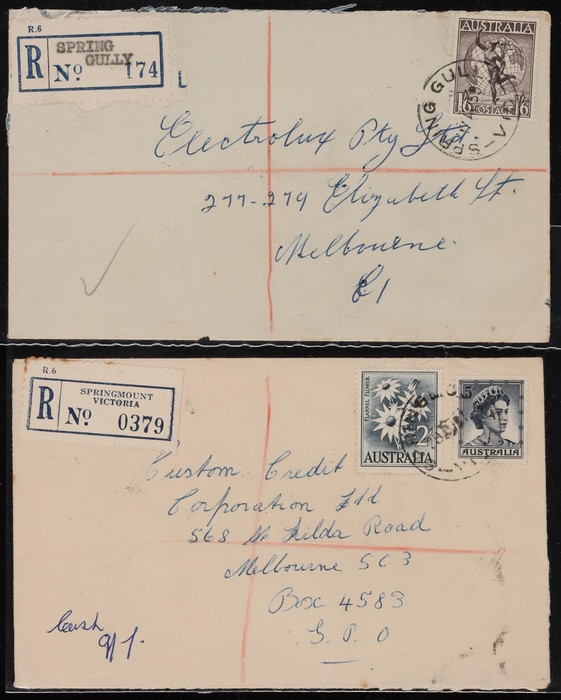 R.6
R
SPRING
GULLY
Nº 174
L
AUSTRALIA
1/6 POSTAGE 1/6
SPRING GULLY
VIC
Electrolux Pty Ltd.
277-279 Elizabeth St.
Melbourne.
C1
R.6
R
SPRINGMOUNT
VICTORIA
Nº 0379
FLANNEL FLOWER
2/-
AUSTRALIA
5
AUSTRALIA
Custom Credit
Corporation Ltd
568 St Kilda Road
Melbourne SC3
Box 4583
G.P.O
Cash